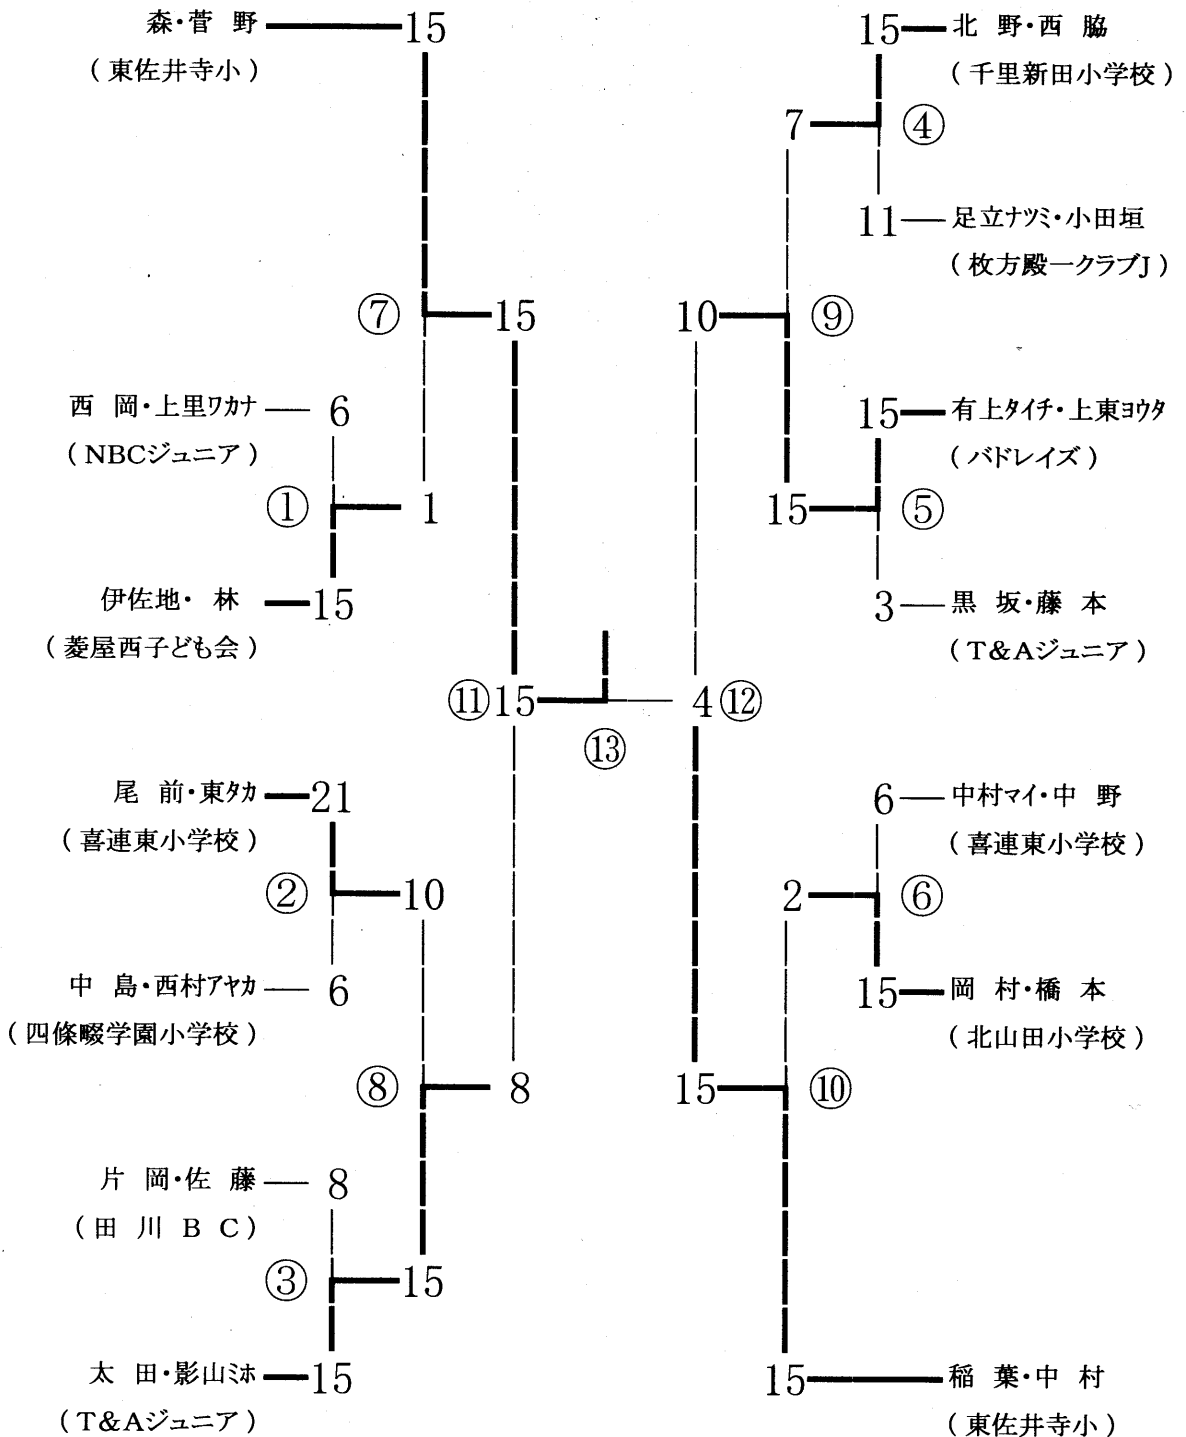 森・菅 野 15
(東佐井寺小)
⑦ 15
西 岡・上里ワカナ 6
(NBCジュニア)
① 1
伊佐地・ 林 15
(菱屋西子ども会)
⑪ 15
⑬
4 ⑫
尾 前・東タカ 21
(喜連東小学校)
② 10
中 島・西村アヤカ 6
(四條畷学園小学校)
⑧ 8
片 岡・佐 藤 8
(田 川 B C)
③ 15
太 田・影山ミホ 15
(T&Aジュニア)
15 北 野・西 脇
(千里新田小学校)
7 ④
11 足立ナツミ・小田垣
(枚方殿一クラブJ)
10 ⑨
15 有上タイチ・上東ヨウタ
(バドレイズ)
15 ⑤
3 黒 坂・藤 本
(T&Aジュニア)
6 中村マイ・中 野
(喜連東小学校)
2 ⑥
15 岡 村・橋 本
(北山田小学校)
15 ⑩
15 稲 葉・中 村
(東佐井寺小)